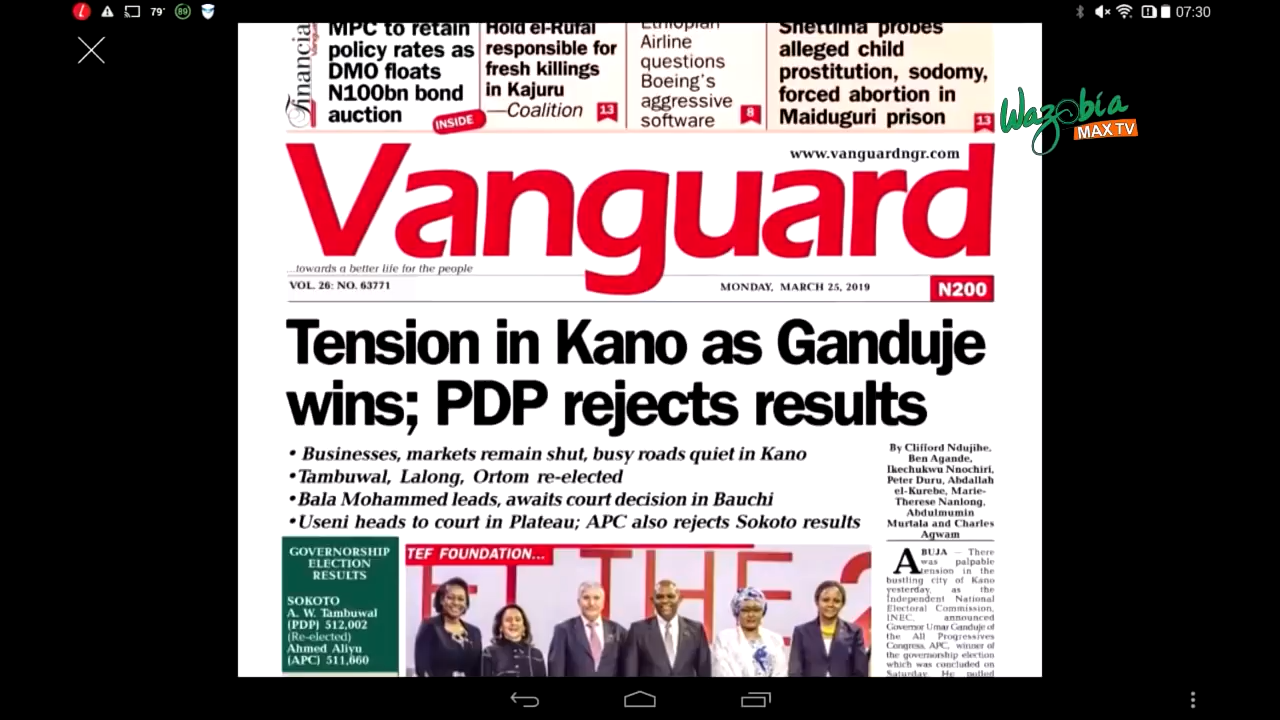 79°
89
07:30
Financial
Vanguard
MPC to retain
policy rates as
DMO floats
N100bn bond
auction
INSIDE
Hold el-Rufai
responsible for
fresh killings
in Kajuru
—Coalition 13
Ethiopian
Airline
questions
Boeing's
aggressive
software 8
Shettima probes
alleged child
prostitution, sodomy,
forced abortion in
Maiduguri prison 13
Wazobia
MAX TV
www.vanguardngr.com
Vanguard
...towards a better life for the people
VOL. 26: NO. 63771
MONDAY, MARCH 25, 2019
N200
Tension in Kano as Ganduje
wins; PDP rejects results
• Businesses, markets remain shut, busy roads quiet in Kano
• Tambuwal, Lalong, Ortom re-elected
• Bala Mohammed leads, awaits court decision in Bauchi
• Useni heads to court in Plateau; APC also rejects Sokoto results
By Clifford Ndujihe,
Ben Agande,
Ikechukwu Nnochiri,
Peter Duru, Abdallah
el-Kurebe, Marie-
Therese Nanlong,
Abdulmumin
Murtala and Charles
Agwam
ABUJA — There
was palpable
tension in the
bustling city of Kano
yesterday, as the
Independent National
Electoral Commission,
INEC, announced
Governor Umar Ganduje of
the All Progressives
Congress, APC, winner of
the governorship election
which was concluded on
Saturday. He polled
GOVERNORSHIP
ELECTION
RESULTS
SOKOTO
A. W. Tambuwal
(PDP) 512,002
(Re-elected)
Ahmed Aliyu
(APC) 511,660
TEF FOUNDATION...
THE 2